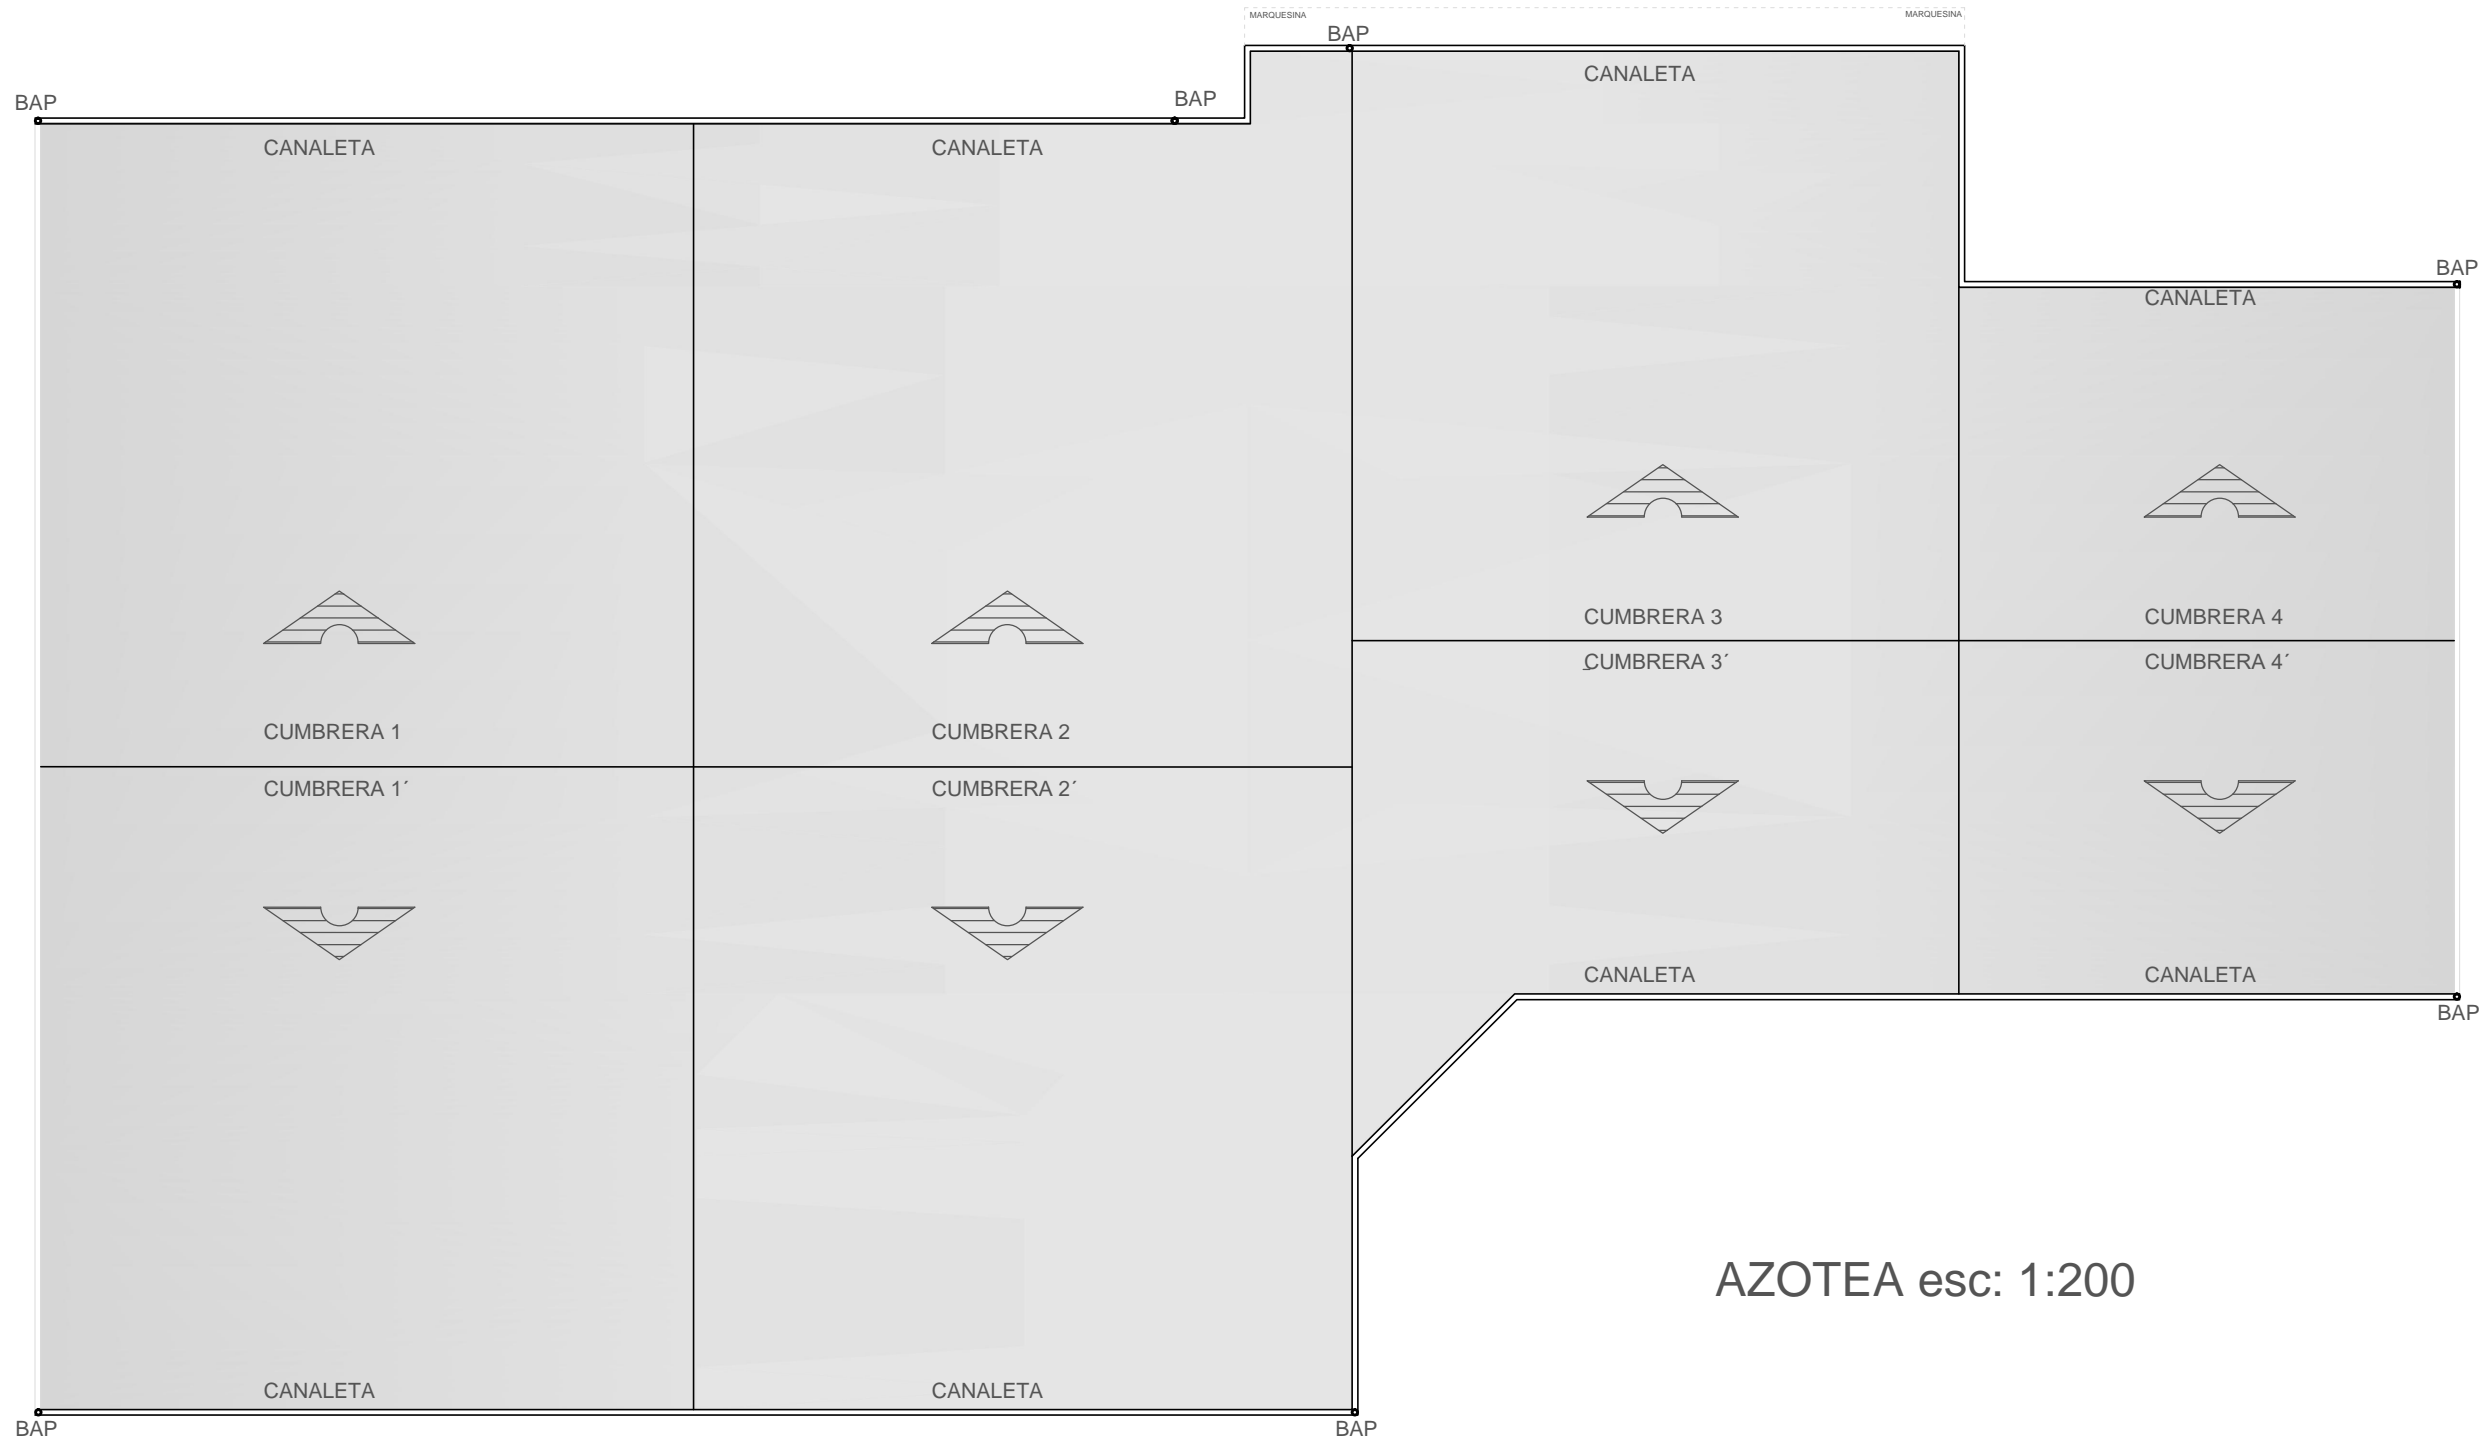 MARQUESINA
MARQUESINA
BAP
CANALETA
BAP
BAP
CANALETA
CANALETA
BAP
CANALETA
CUMBRERA 3
CUMBRERA 4
CUMBRERA 3´
CUMBRERA 4´
CUMBRERA 1
CUMBRERA 2
CUMBRERA 1´
CUMBRERA 2´
CANALETA
CANALETA
BAP
AZOTEA esc: 1:200
CANALETA
CANALETA
BAP
BAP